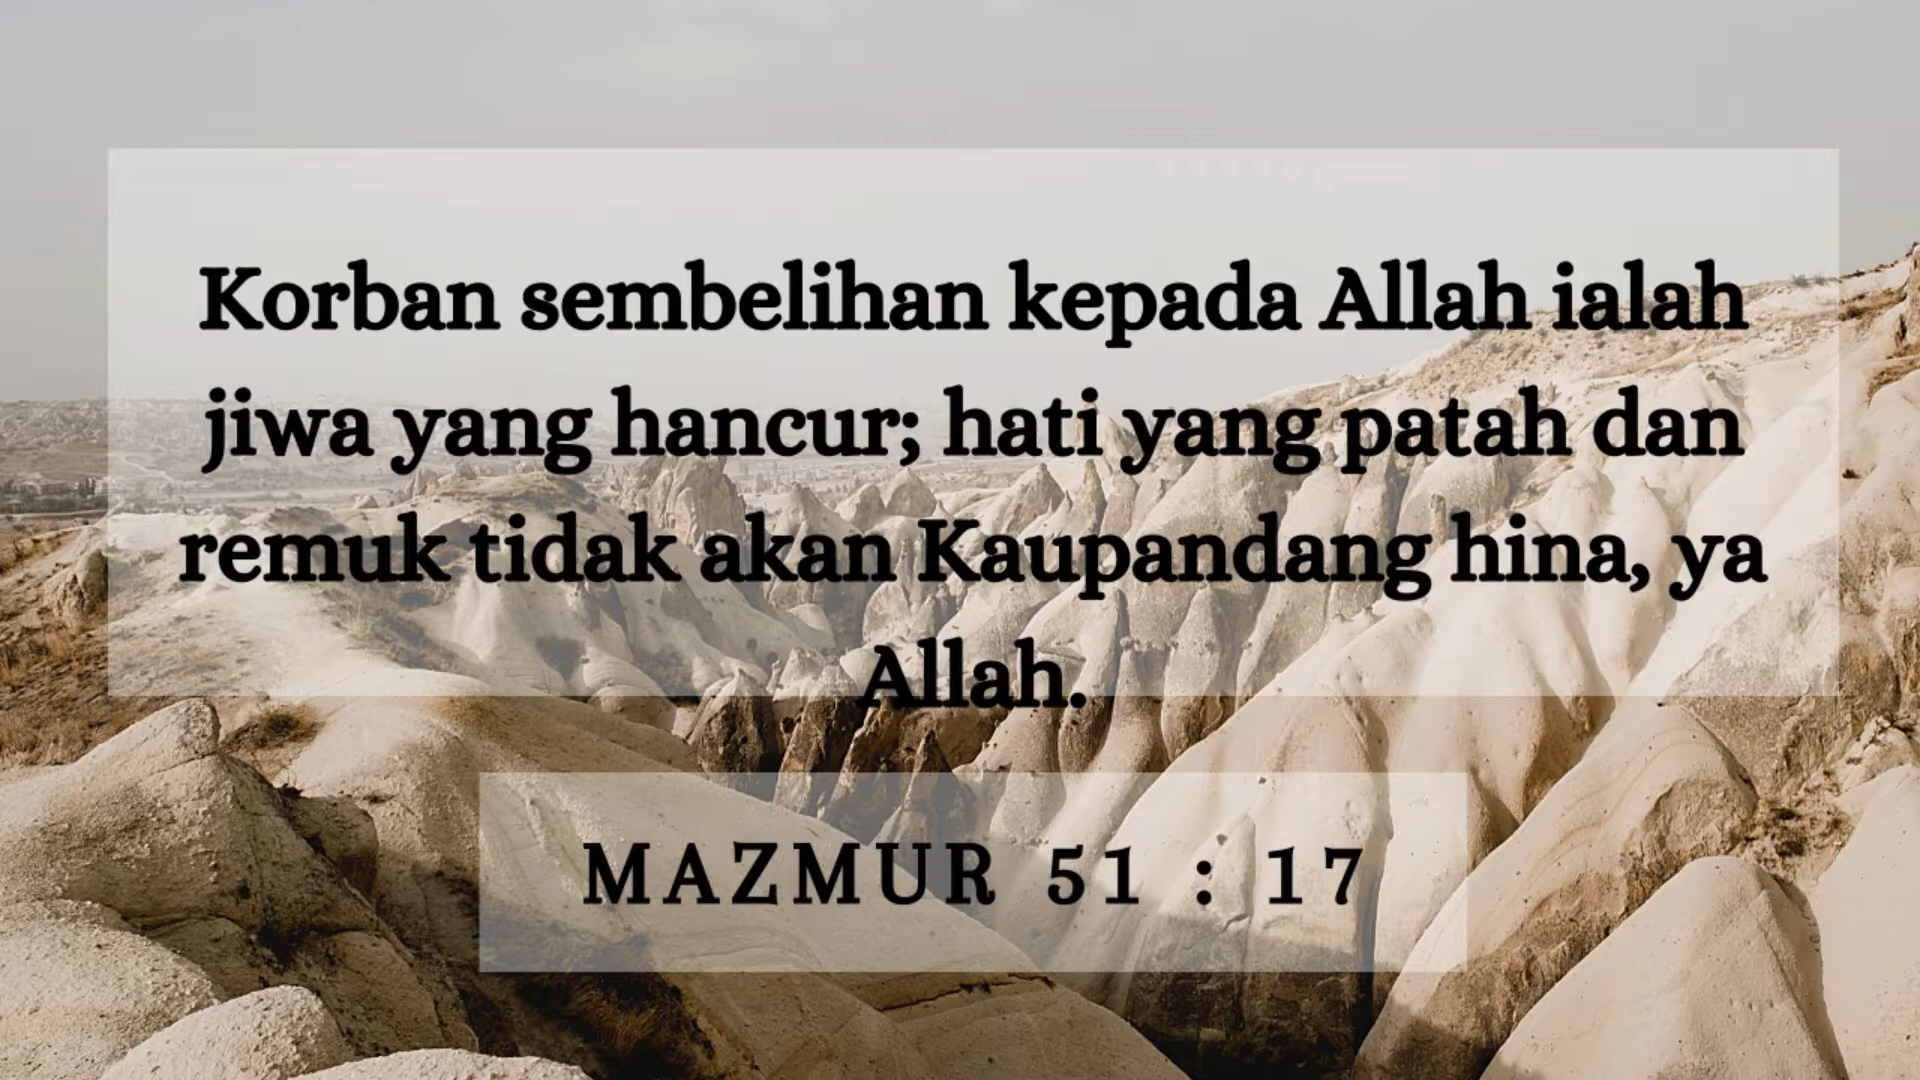 Korban sembelihan kepada Allah ialah
jiwa yang hancur; hati yang patah dan
remuk tidak akan Kaupandang hina, ya
Allah.
MAZMUR 51 : 17